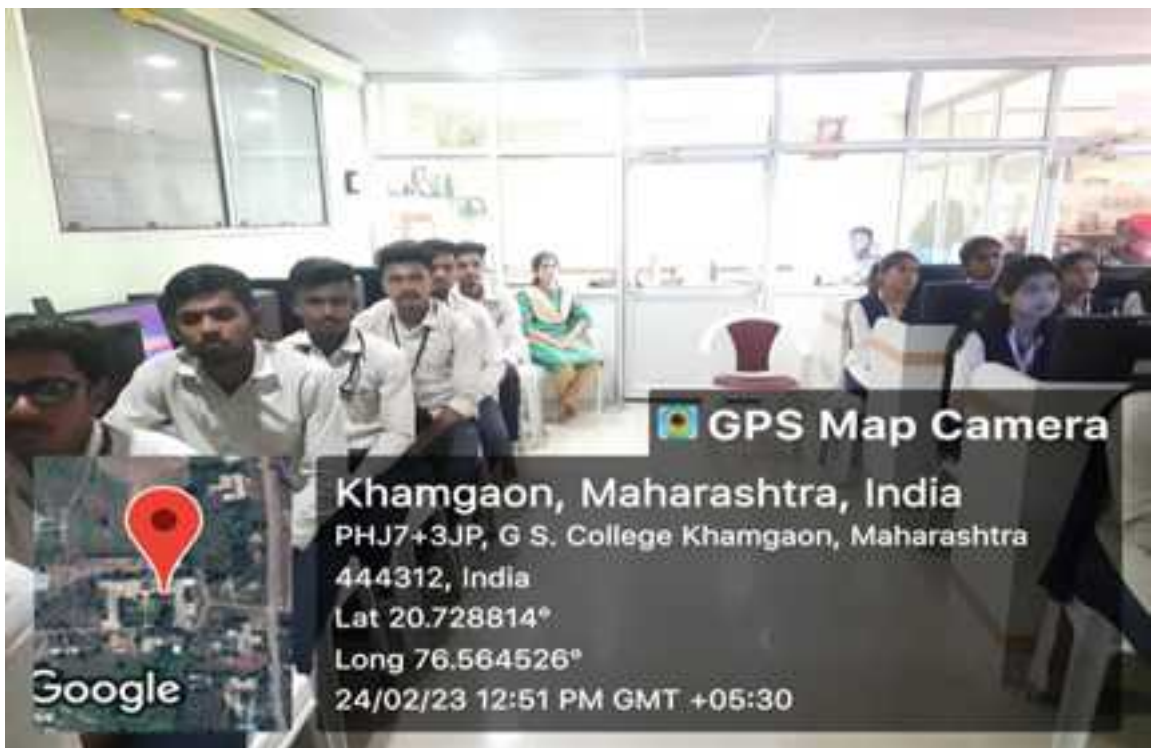 GPS Map Camera
Khamgaon, Maharashtra, India
PHJ7+3JP, G S. College Khamgaon, Maharashtra
444312, India
Lat 20.728814°
Long 76.564526°
24/02/23 12:51 PM GMT +05:30
Google